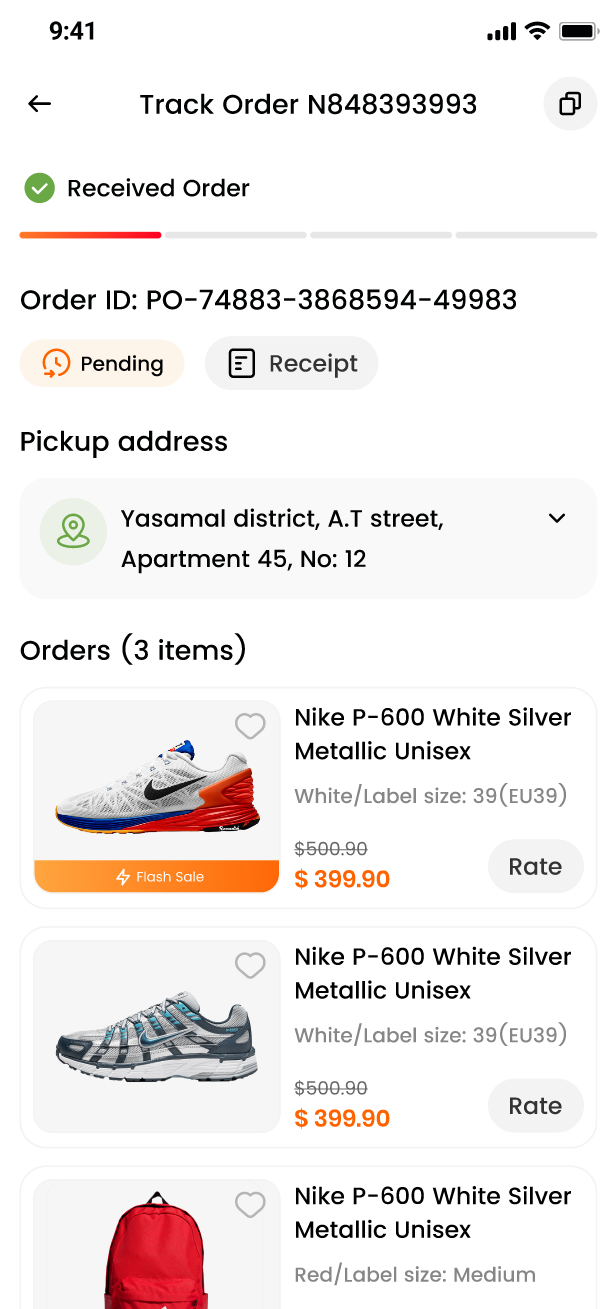 9:41
Track Order N848393993
Received Order
Order ID: PO-74883-3868594-49983
Pending
Receipt
Pickup address
Yasamal district, A.T street,
Apartment 45, No: 12
Orders (3 items)
Nike P-600 White Silver
Metallic Unisex
White/Label size: 39(EU39)
$500.90
$ 399.90
Rate
Flash Sale
Nike P-600 White Silver
Metallic Unisex
White/Label size: 39(EU39)
$500.90
$ 399.90
Rate
Nike P-600 White Silver
Metallic Unisex
Red/Label size: Medium